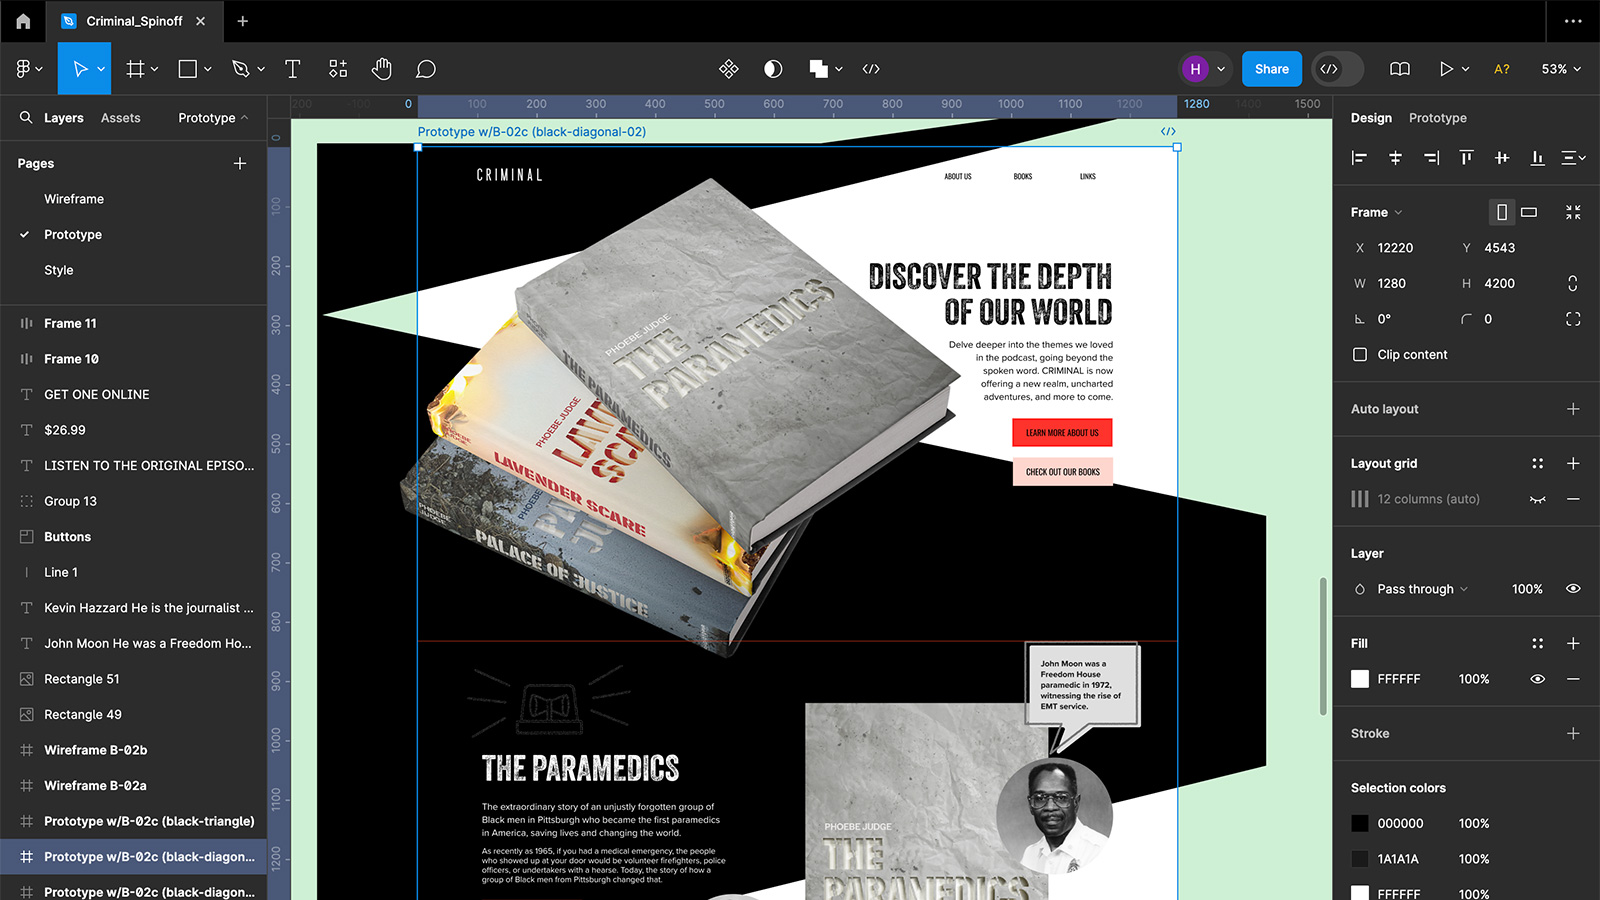 Criminal_Spinoff
H
Share
A?
53%
Layers
Assets
Prototype
Pages
Wireframe
Prototype
Style
Frame 11
Frame 10
GET ONE ONLINE
$26.99
LISTEN TO THE ORIGINAL EPISO...
Group 13
Buttons
Line 1
Kevin Hazzard He is the journalist ...
John Moon He was a Freedom Ho...
Rectangle 51
Rectangle 49
Wireframe B-02b
Wireframe B-02a
Prototype w/B-02c (black-triangle)
Prototype w/B-02c (black-diagon...
Prototype w/B-02c (black-diagon...
200 -100 0 100 200 300 400 500 600 700 800 900 1000 1100 1200 1280 1400 1500
0
100
200
300
400
500
600
700
800
900
1000
1100
1200
Prototype w/B-02c (black-diagonal-02)
CRIMINAL
ABOUT US
BOOKS
LINKS
PHOEBE JUDGE
THE
PARAMEDICS
THE PARAMEDICS
PHOEBE JUDGE
LAVENDER SCARE
PHOEBE
JUDGE
PALACE OF JUSTICE
DISCOVER THE DEPTH
OF OUR WORLD
Delve deeper into the themes we loved
in the podcast, going beyond the
spoken word. CRIMINAL is now
offering a new realm, uncharted
adventures, and more to come.
LEARN MORE ABOUT US
CHECK OUT OUR BOOKS
John Moon was a
Freedom House
paramedic in 1972,
witnessing the rise of
EMT service.
THE PARAMEDICS
The extraordinary story of an unjustly forgotten group of
Black men in Pittsburgh who became the first paramedics
in America, saving lives and changing the world.
As recently as 1965, if you had a medical emergency, the people
who showed up at your door would be volunteer firefighters, police
officers, or undertakers with a hearse. Today, the story of how a
group of Black men from Pittsburgh changed that.
PHOEBE JUDGE
THE
PARAMEDICS
Design
Prototype
Frame
X 12220
Y 4543
W 1280
H 4200
0°
0
Clip content
Auto layout
Layout grid
12 columns (auto)
Layer
Pass through
100%
Fill
FFFFFF
100%
Stroke
Selection colors
000000
100%
1A1A1A
100%
FFFFFF
100%